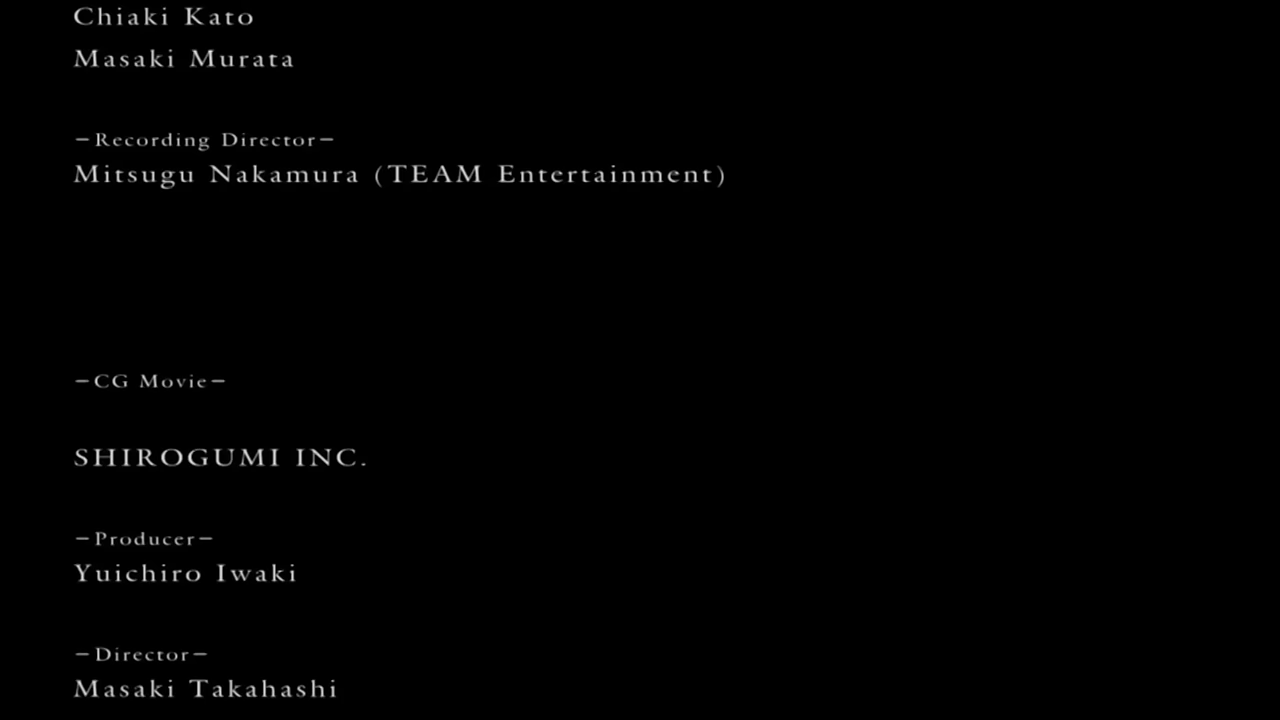 Chiaki Kato
Masaki Murata
−Recording Director−
Mitsugu Nakamura (TEAM Entertainment)
−CG Movie−
SHIROGUMI INC.
−Producer−
Yuichiro Iwaki
−Director−
Masaki Takahashi